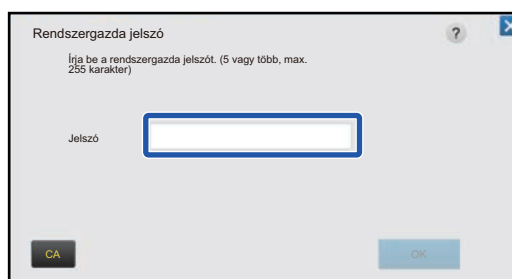 Rendszergazda jelszó
?
Írja be a rendszergazda jelszót. (5 vagy több, max.
255 karakter)
Jelszó
CA
OK